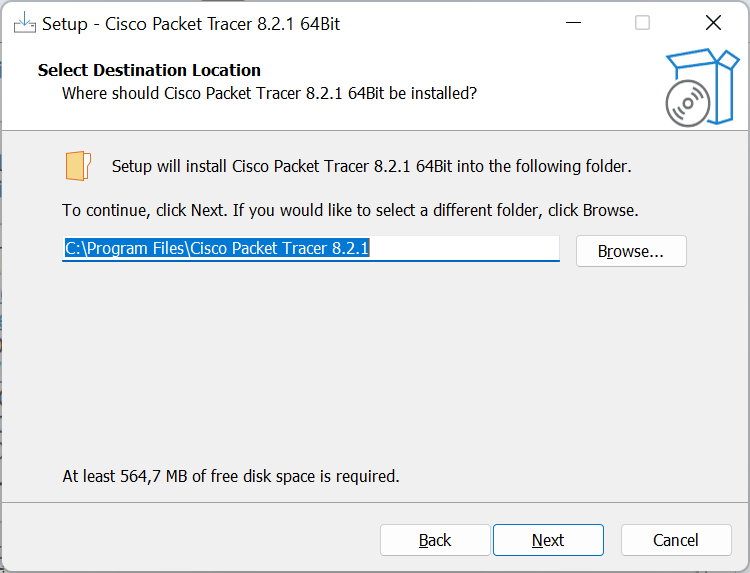 Setup - Cisco Packet Tracer 8.2.1 64Bit
Select Destination Location
Where should Cisco Packet Tracer 8.2.1 64Bit be installed?
Setup will install Cisco Packet Tracer 8.2.1 64Bit into the following folder.
To continue, click Next. If you would like to select a different folder, click Browse.
C:\Program Files\Cisco Packet Tracer 8.2.1
Browse...
At least 564,7 MB of free disk space is required.
Back
Next
Cancel